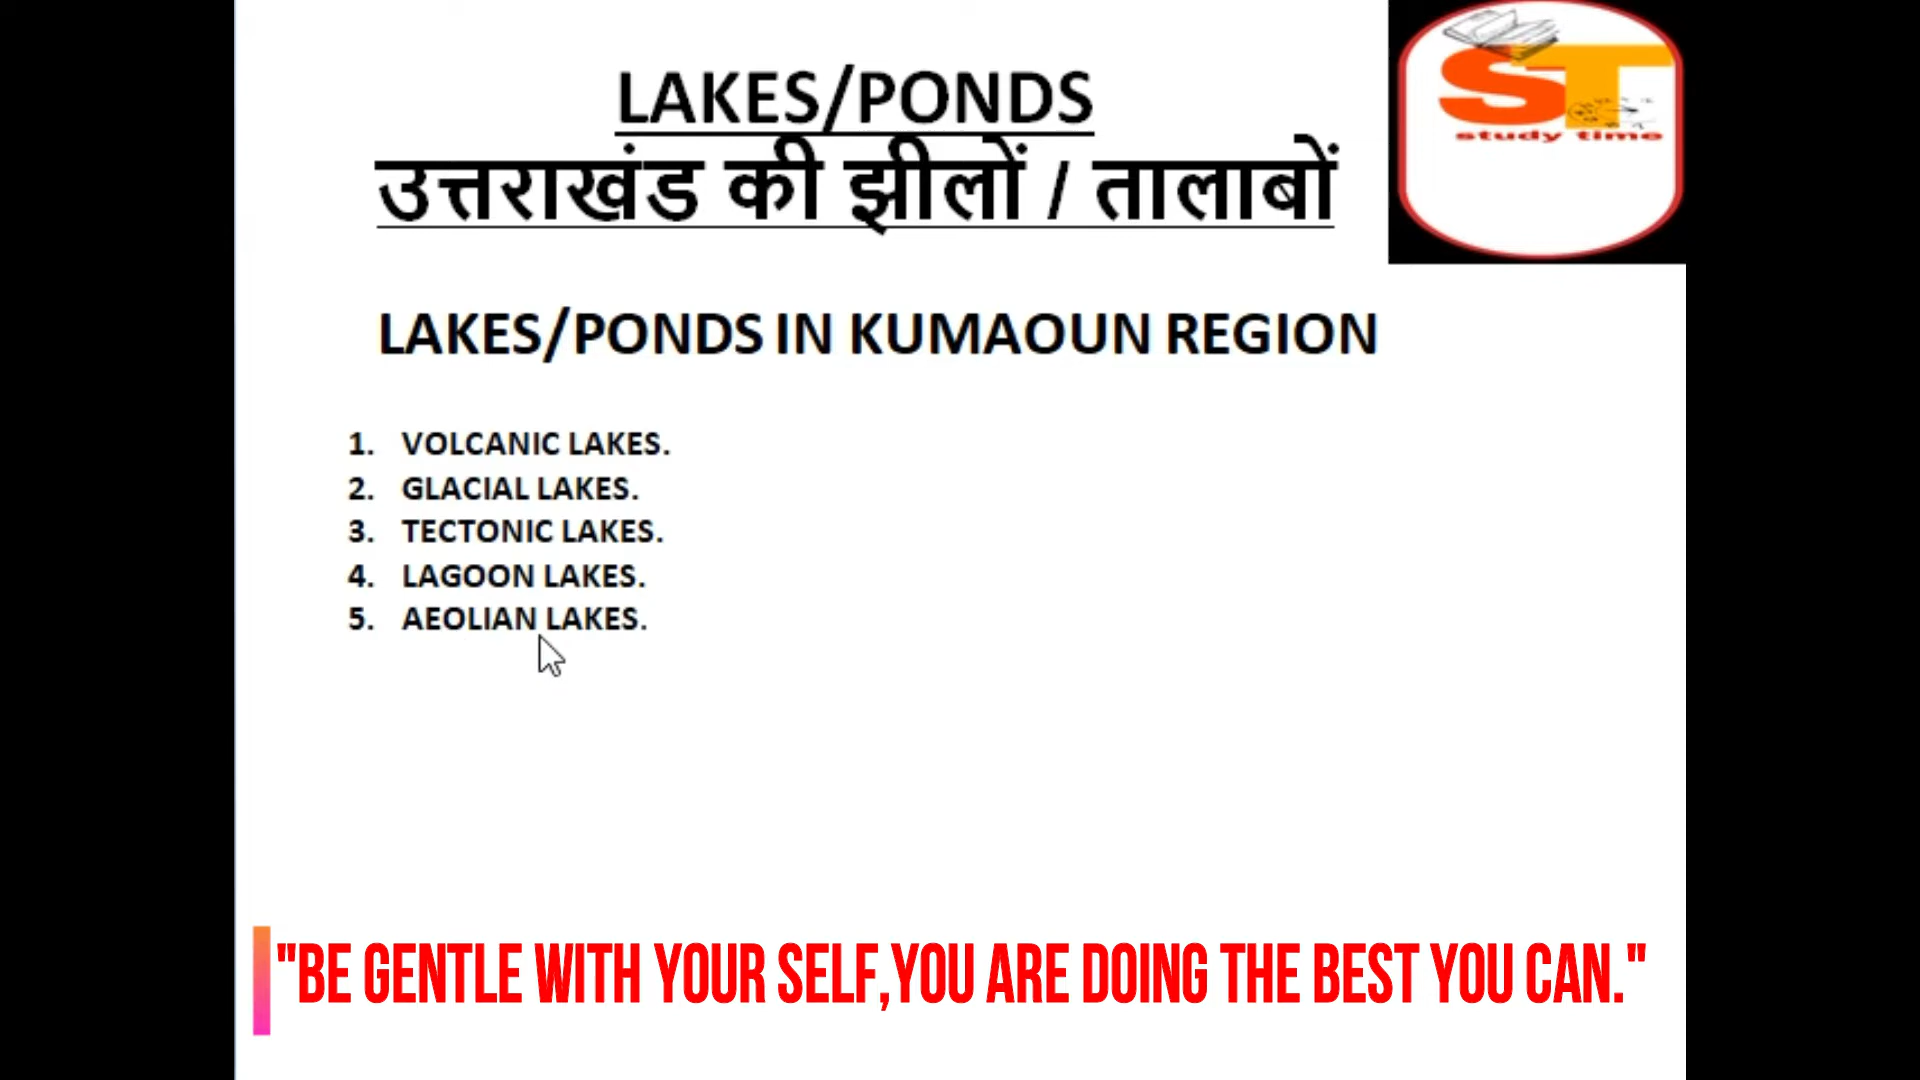 LAKES/PONDS
उत्तराखंड की झीलों / तालाबों
ST
study time
LAKES/PONDS IN KUMAOUN REGION
1. VOLCANIC LAKES.
2. GLACIAL LAKES.
3. TECTONIC LAKES.
4. LAGOON LAKES.
5. AEOLIAN LAKES.
"BE GENTLE WITH YOUR SELF,YOU ARE DOING THE BEST YOU CAN."